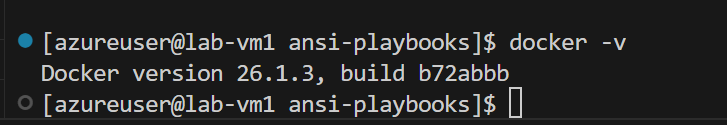 [azureuser@lab-vm1 ansi-playbooks]$ docker -v
Docker version 26.1.3, build b72abbb
[azureuser@lab-vm1 ansi-playbooks]$